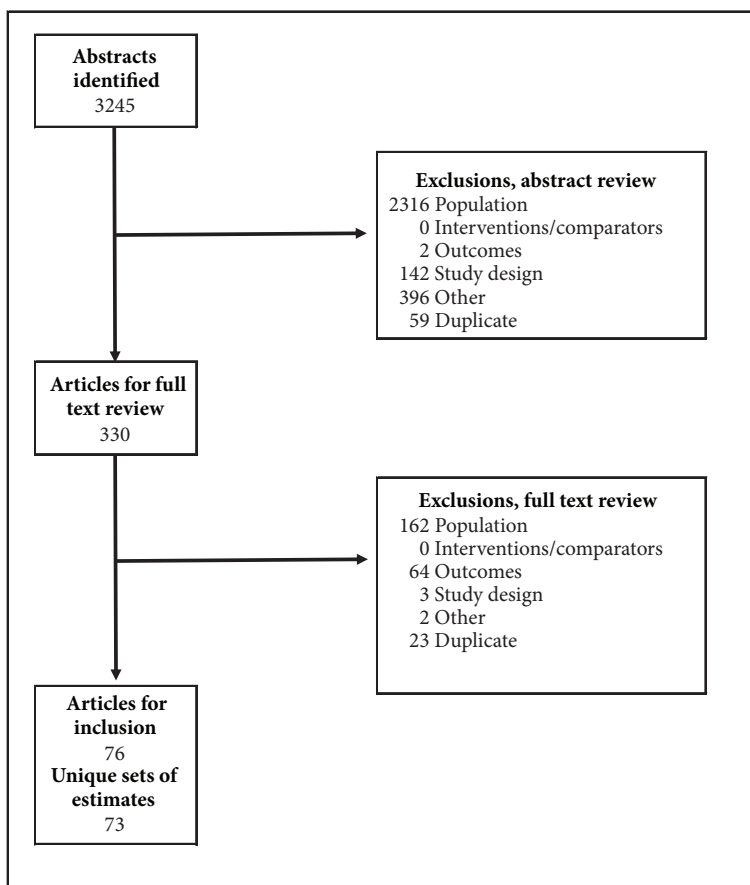 Abstracts
identified
3245
Exclusions, abstract review
2316 Population
0 Interventions/comparators
2 Outcomes
142 Study design
396 Other
59 Duplicate
Articles for full
text review
330
Exclusions, full text review
162 Population
0 Interventions/comparators
64 Outcomes
3 Study design
2 Other
23 Duplicate
Articles for
inclusion
76
Unique sets of
estimates
73